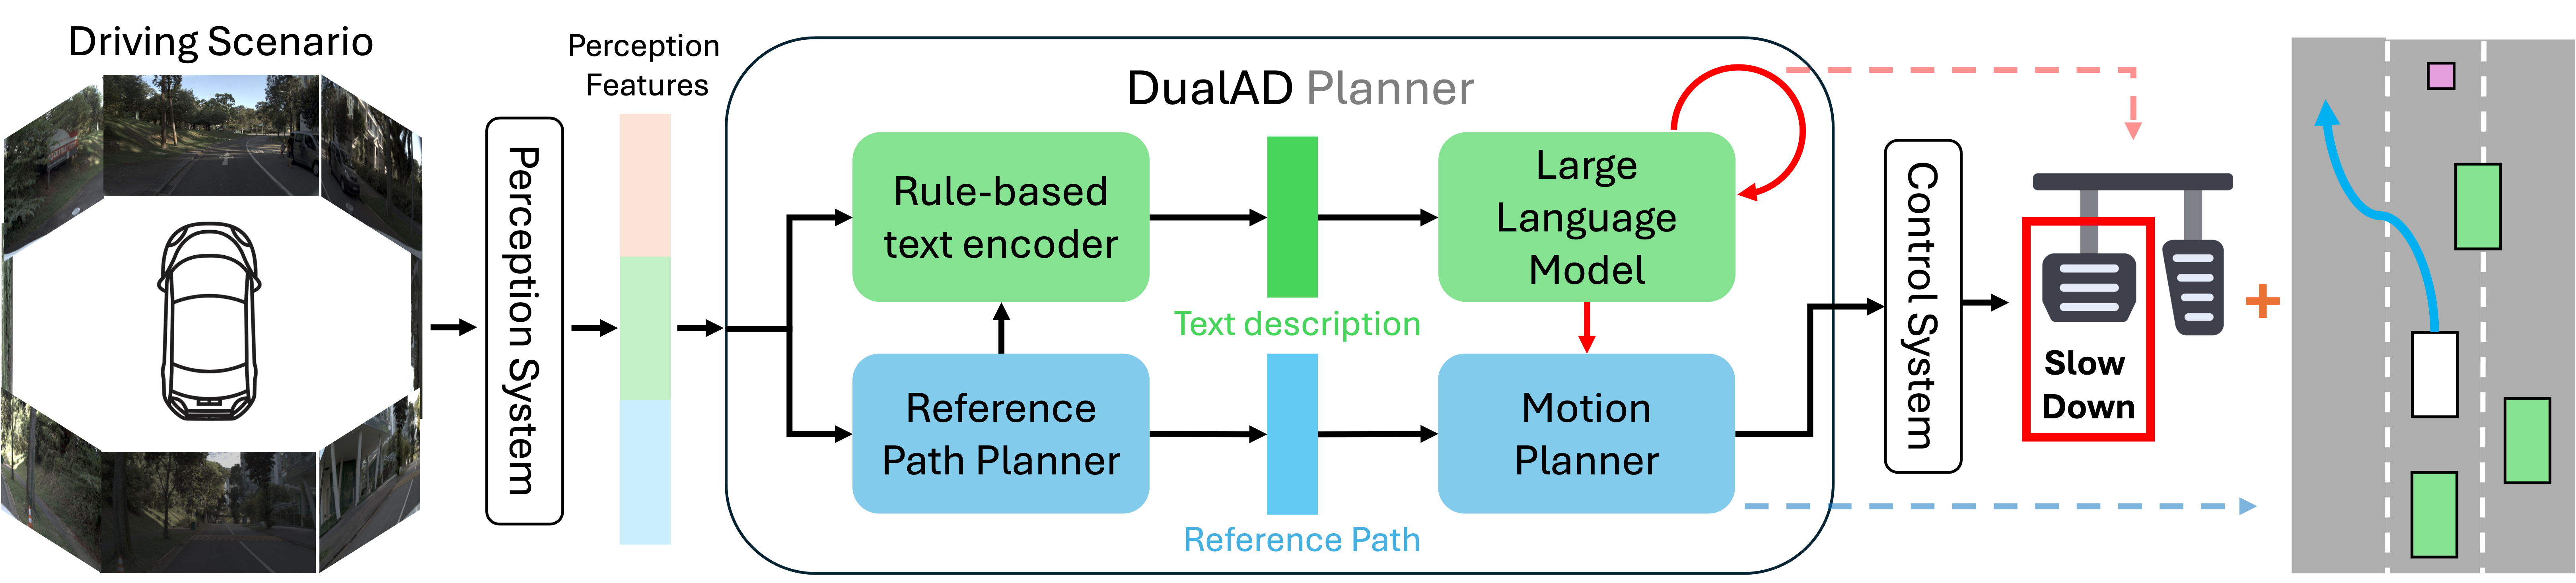 Driving Scenario
Perception System
Perception
Features
DualAD Planner
Rule-based
text encoder
Text description
Large
Language
Model
Reference
Path Planner
Reference Path
Motion
Planner
Control System
Slow
Down
+